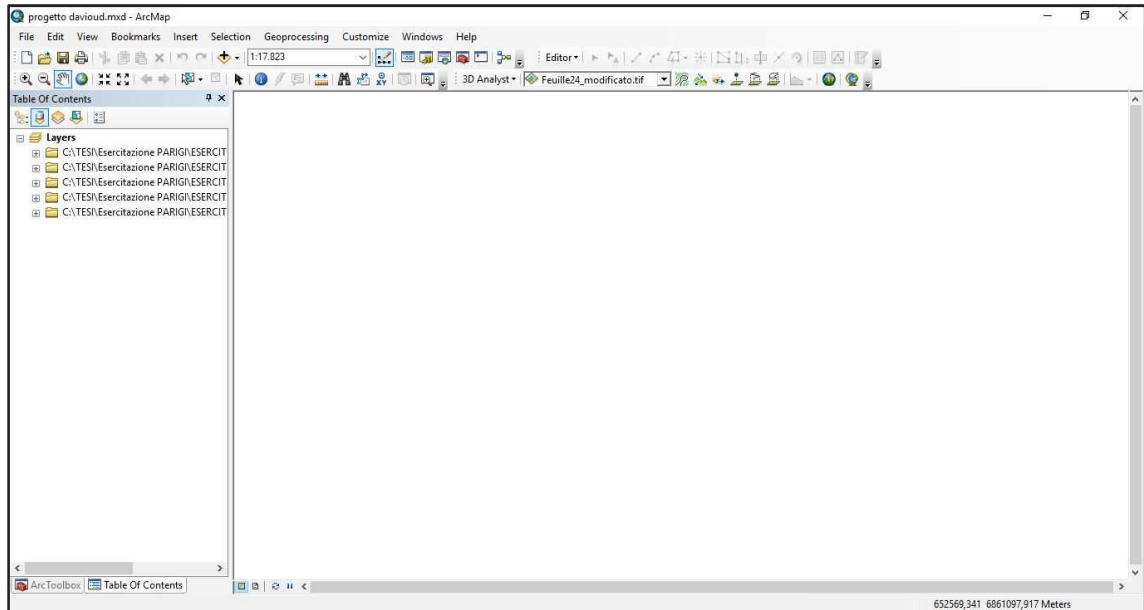 progetto davioud.mxd - ArcMap
File Edit View Bookmarks Insert Selection Geoprocessing Customize Windows Help
1:17.823
Editor
3D Analyst
Feuille24_modificato.tif
Table Of Contents
Layers
C:\TESI\Esercitazione PARIGI\ESERCIT
C:\TESI\Esercitazione PARIGI\ESERCIT
C:\TESI\Esercitazione PARIGI\ESERCIT
C:\TESI\Esercitazione PARIGI\ESERCIT
C:\TESI\Esercitazione PARIGI\ESERCIT
ArcToolbox Table Of Contents
652569,341 6861097,917 Meters